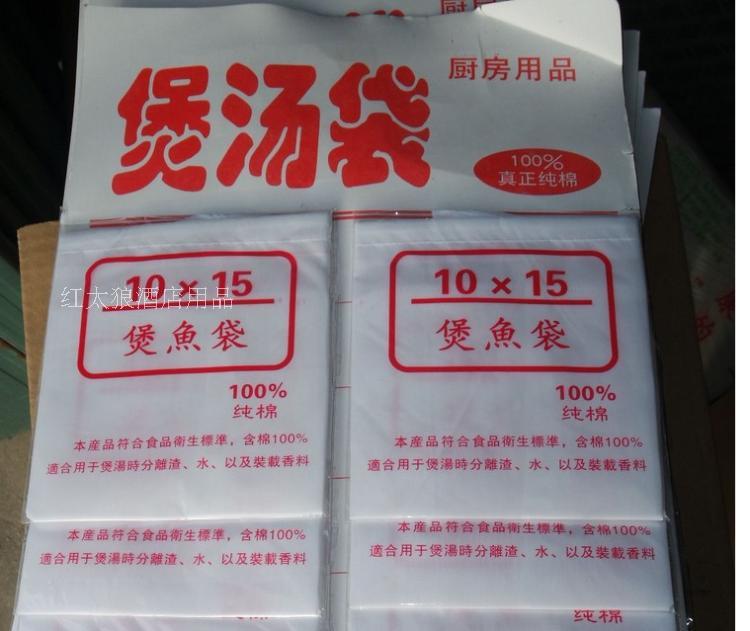 厨房
煲汤袋
厨房用品
100%
真正纯棉
10×15
煲魚袋
100%
纯棉
本産品符合食品衛生標準，含棉100%
適合用于煲湯時分離渣、水、以及裝載香料
10×15
煲魚袋
100%
纯棉
本産品符合食品衛生標準，含棉100%
適合用于煲湯時分離渣、水、以及裝載香料
红太狼酒店用品
本産品符合食品衛生標準，含棉100%
適合用于煲湯時分離渣、水、以及裝載香料
本産品符合食品衛生標準，含棉100%
適合用于煲湯時分離渣、水、以及裝載香料
纯棉
纯棉